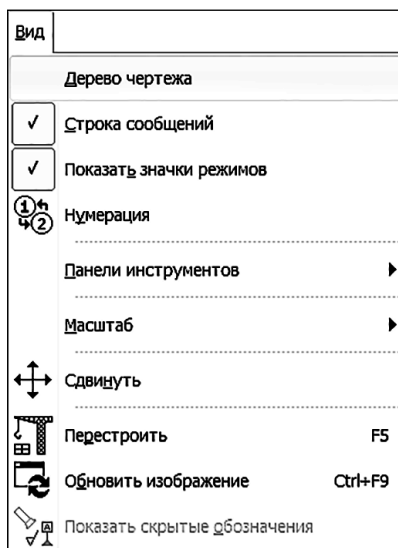 Вид
Дерево чертежа
Строка сообщений
Показать значки режимов
Нумерация
Панели инструментов
Масштаб
Сдвинуть
Перестроить F5
Обновить изображение Ctrl+F9
Показать скрытые обозначения